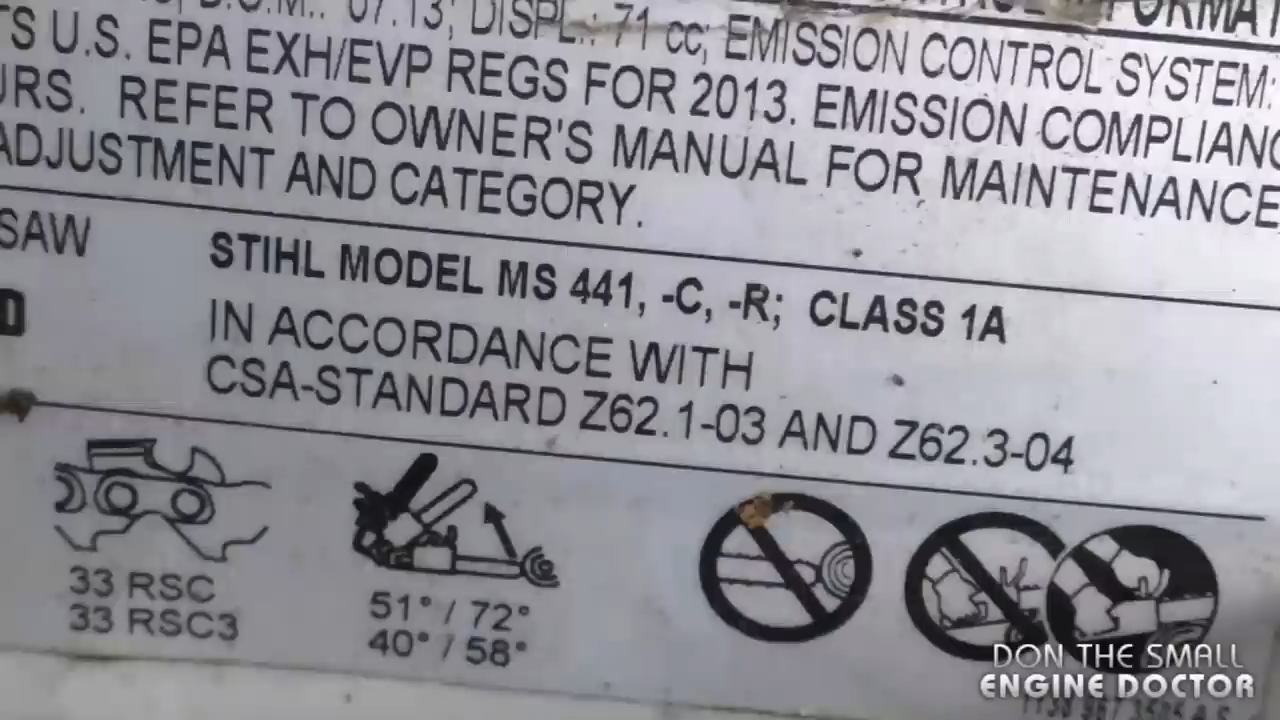 D.O.M.: 07.13; DISPL.: 71 cc; EMISSION CONTROL SYSTEM:
TS U.S. EPA EXH/EVP REGS FOR 2013. EMISSION COMPLIANC
URS. REFER TO OWNER'S MANUAL FOR MAINTENANCE,
ADJUSTMENT AND CATEGORY.
SAW
STIHL MODEL MS 441, -C, -R; CLASS 1A
IN ACCORDANCE WITH
CSA-STANDARD Z62.1-03 AND Z62.3-04
33 RSC
33 RSC3
51° / 72°
40° / 58°
DON THE SMALL
ENGINE DOCTOR